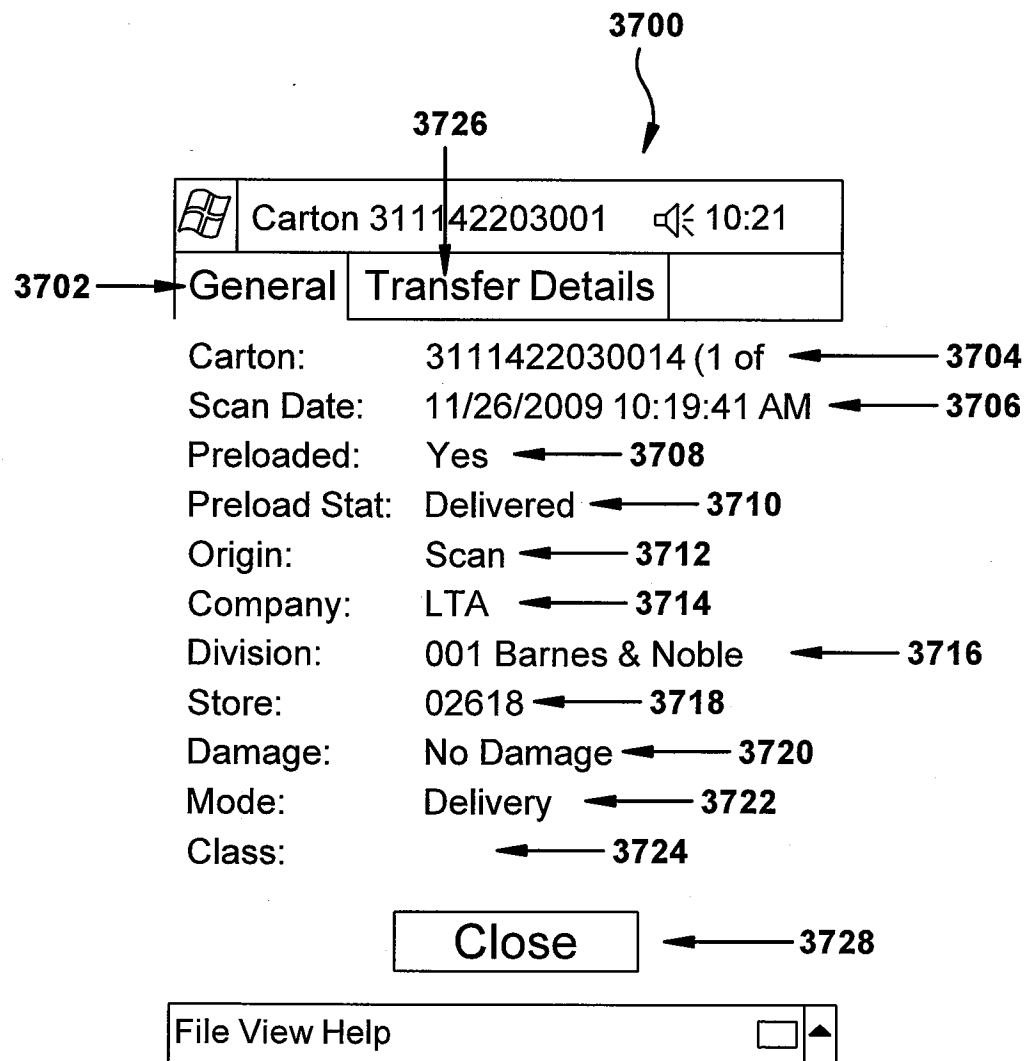 3700
3726
Carton 311142203001 10:21
3702 General Transfer Details
Carton: 3111422030014 (1 of 3704
Scan Date: 11/26/2009 10:19:41 AM 3706
Preloaded: Yes 3708
Preload Stat: Delivered 3710
Origin: Scan 3712
Company: LTA 3714
Division: 001 Barnes & Noble 3716
Store: 02618 3718
Damage: No Damage 3720
Mode: Delivery 3722
Class: 3724
Close 3728
File View Help